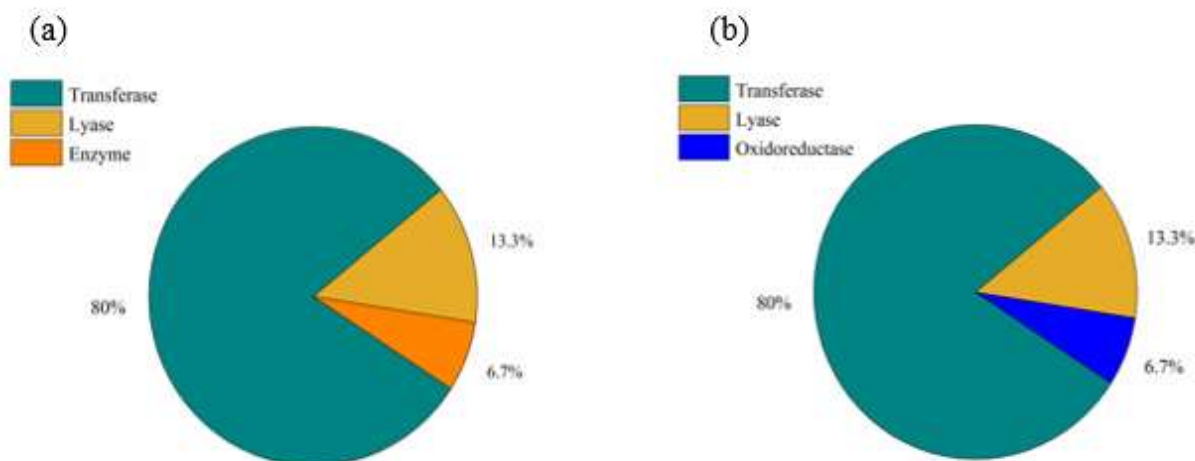 (a)
Transferase
Lyase
Enzyme
13.3%
80%
6.7%
(b)
Transferase
Lyase
Oxidoreductase
13.3%
80%
6.7%